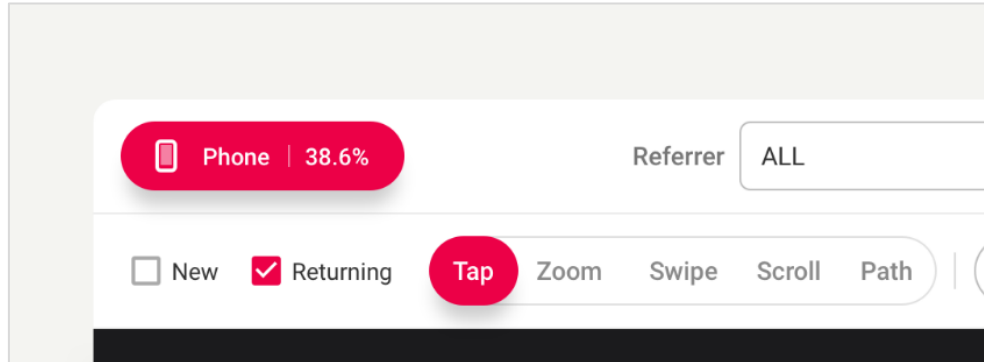 Phone 38.6% Referrer ALL
New Returning Tap Zoom Swipe Scroll Path